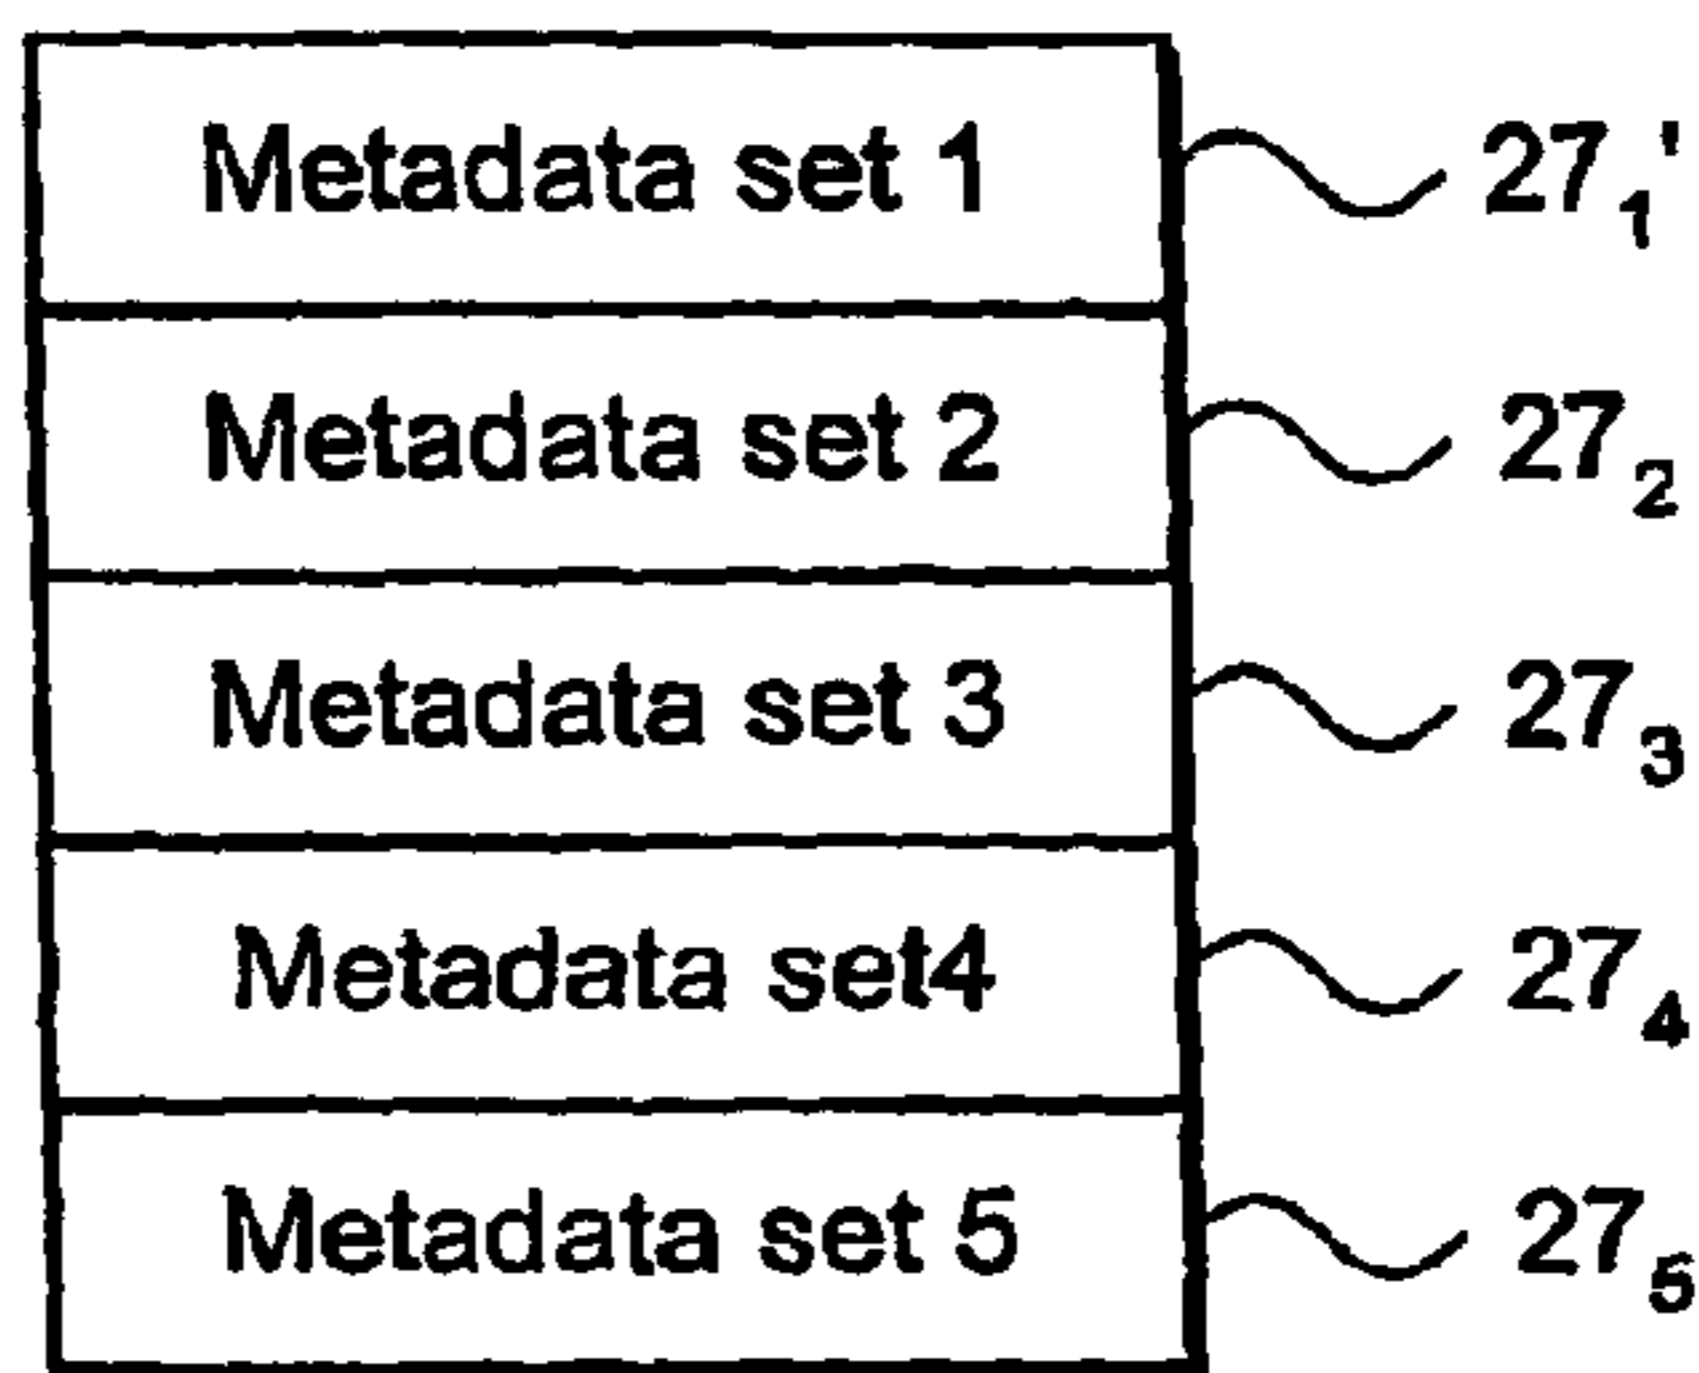 Metadata set 1 27₁'
Metadata set 2 27₂
Metadata set 3 27₃
Metadata set4 27₄
Metadata set 5 27₅